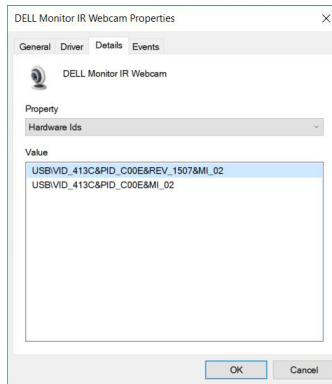 DELL Monitor IR Webcam Properties
General Driver Details Events
DELL Monitor IR Webcam
Property
Hardware Ids
Value
USB\VID_413C&PID_C00E&REV_1507&MI_02
USB\VID_413C&PID_C00E&MI_02
OK Cancel